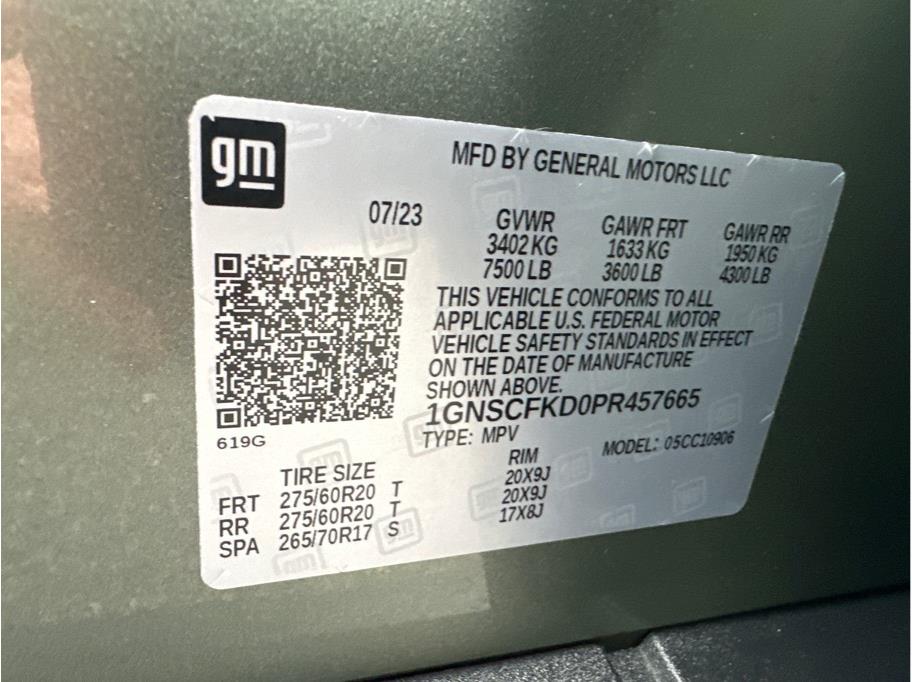 gm
MFD BY GENERAL MOTORS LLC
07/23 GVWR GAWR FRT GAWR RR
3402 KG 1633 KG 1950 KG
7500 LB 3600 LB 4300 LB
THIS VEHICLE CONFORMS TO ALL
APPLICABLE U.S. FEDERAL MOTOR
VEHICLE SAFETY STANDARDS IN EFFECT
ON THE DATE OF MANUFACTURE
SHOWN ABOVE.
1GNSCFKD0PR457665
619G
TYPE: MPV MODEL: 05CC10906
TIRE SIZE RIM
FRT 275/60R20 T 20X9J
RR 275/60R20 T 20X9J
SPA 265/70R17 S 17X8J